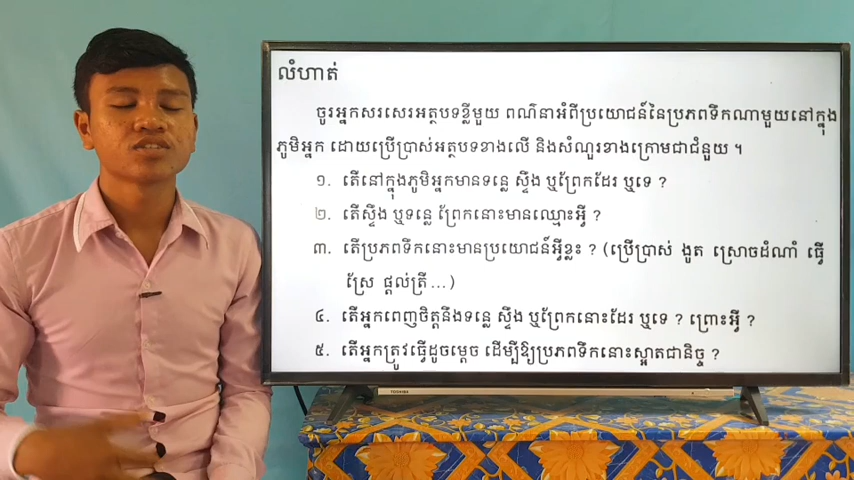 លំហាត់
ចូរអ្នកសរសេរអត្ថបទខ្លីមួយ ពណ៌នាអំពីប្រយោជន៍នៃប្រភពទឹកណាមួយនៅក្នុង
ភូមិអ្នក ដោយប្រើប្រាស់អត្ថបទខាងលើ និងសំណួរខាងក្រោមជាជំនួយ ។
១. តើនៅក្នុងភូមិអ្នកមានទន្លេ ស្ទឹង ឬព្រែកដែរ ឬទេ ?
២. តើស្ទឹង ឬទន្លេ ព្រែកនោះមានឈ្មោះអ្វី ?
៣. តើប្រភពទឹកនោះមានប្រយោជន៍អ្វីខ្លះ ? (ប្រើប្រាស់ ងូត ស្រោចដំណាំ ធ្វើ
ស្រែ ផ្តល់ត្រី...)
៤. តើអ្នកពេញចិត្តនឹងទន្លេ ស្ទឹង ឬព្រែកនោះដែរ ឬទេ ? ព្រោះអ្វី ?
៥. តើអ្នកត្រូវធ្វើដូចម្តេច ដើម្បីឱ្យប្រភពទឹកនោះស្អាតជានិច្ច ?
TOSHIBA